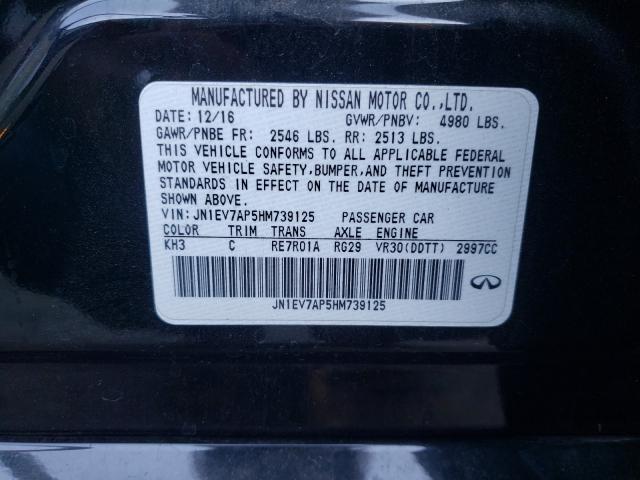 MANUFACTURED BY NISSAN MOTOR CO.,LTD.
DATE: 12/16 GVWR/PNBV: 4980 LBS.
GAWR/PNBE FR: 2546 LBS. RR: 2513 LBS.
THIS VEHICLE CONFORMS TO ALL APPLICABLE FEDERAL
MOTOR VEHICLE SAFETY, BUMPER, AND THEFT PREVENTION
STANDARDS IN EFFECT ON THE DATE OF MANUFACTURE
SHOWN ABOVE.
VIN: JN1EV7AP5HM739125 PASSENGER CAR
COLOR TRIM TRANS AXLE ENGINE
KH3 C RE7R01A RG29 VR30(DDTT) 2997CC
JN1EV7AP5HM739125